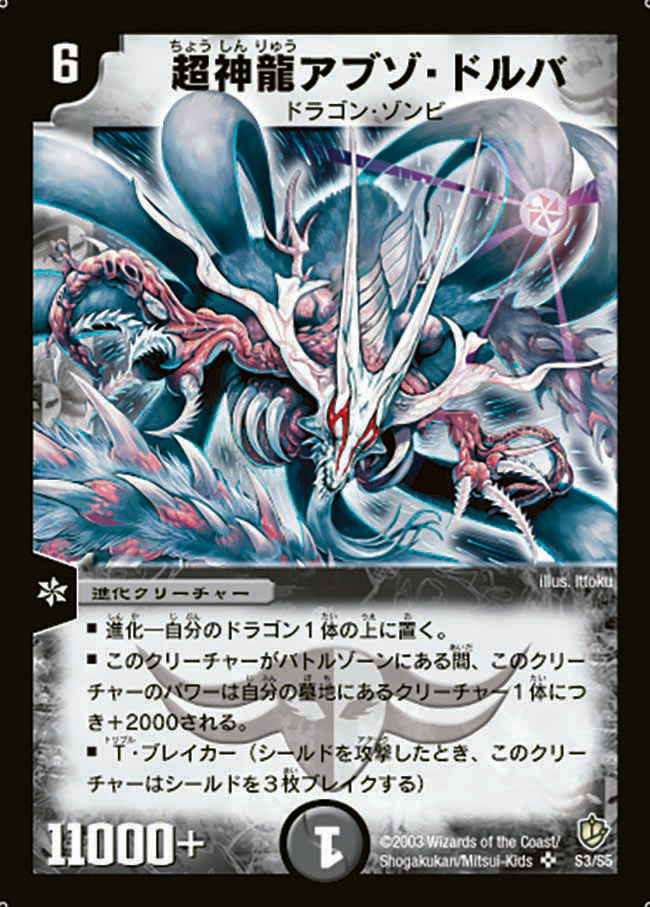 6
ちょう しん りゅう
超神龍アブゾ・ドルバ
ドラゴン・ゾンビ
illus. Ittoku
進化クリーチャー
■ 進化―自分のドラゴン1体の上に置く。
■ このクリーチャーがバトルゾーンにある間、このクリー
チャーのパワーは自分の墓地にあるクリーチャー1体につ
き+2000される。
■ T・ブレイカー(シールドを攻撃したとき、このクリー
チャーはシールドを3枚ブレイクする)
11000+
1
©2003 Wizards of the Coast/
Shogakukan/Mitsui-Kids
S3/S5